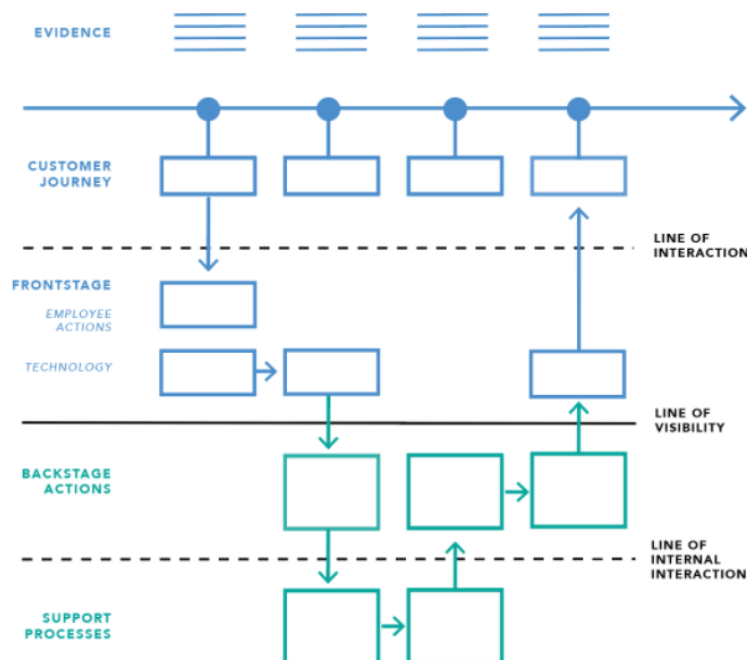 EVIDENCE
CUSTOMER
JOURNEY
LINE OF
INTERACTION
FRONTSTAGE
EMPLOYEE
ACTIONS
TECHNOLOGY
LINE OF
VISIBILITY
BACKSTAGE
ACTIONS
LINE OF
INTERNAL
INTERACTION
SUPPORT
PROCESSES